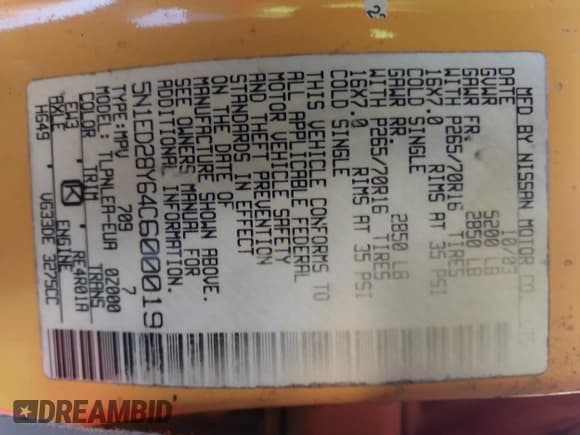 MFD BY NISSAN MOTOR CO.
DATE 10/03
GVWR 5200 LB
GAWR FR. 2850 LB
WITH P265/70R16 TIRES
16X7.0 RIMS AT 35 PSI
COLD SINGLE
GAWR RR. 2850 LB
WITH P265/70R16 TIRES
16X7.0 RIMS AT 35 PSI
COLD SINGLE
THIS VEHICLE CONFORMS TO
ALL APPLICABLE FEDERAL
MOTOR VEHICLE SAFETY
AND THEFT PREVENTION
STANDARDS IN EFFECT
ON THE DATE OF
MANUFACTURE SHOWN ABOVE.
SEE OWNERS MANUAL FOR
ADDITIONAL INFORMATION.
5N1ED28Y64C600019
TYPE: MPV 709 7
MODEL: TLPNLEA-EUA 02000
COLOR TRIM TRANS
EW3 K RE4R01A
AXLE ENGINE
HG49 VG33DE 3275CC
DREAMBID